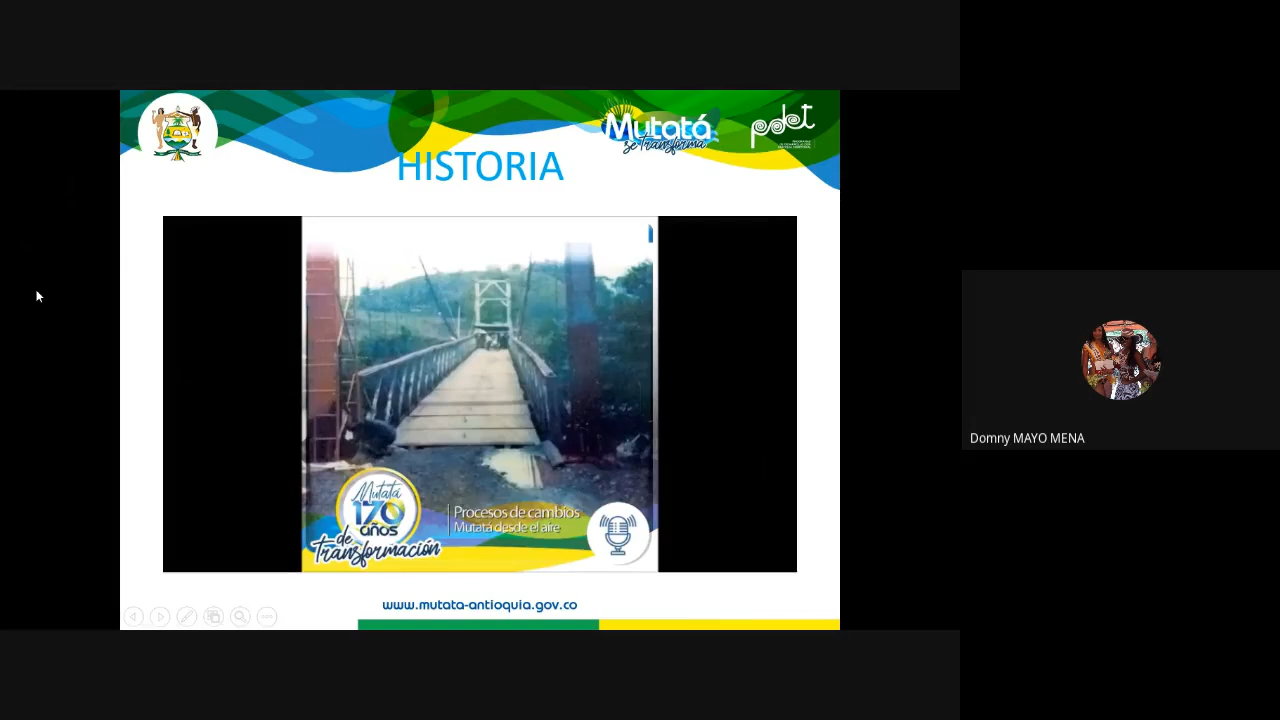 Mutatá
se Transforma
pdet
HISTORIA
Mutatá
170
años
de
Transformación
Procesos de cambios
Mutatá desde el aire
www.mutata-antioquia.gov.co
Domny MAYO MENA